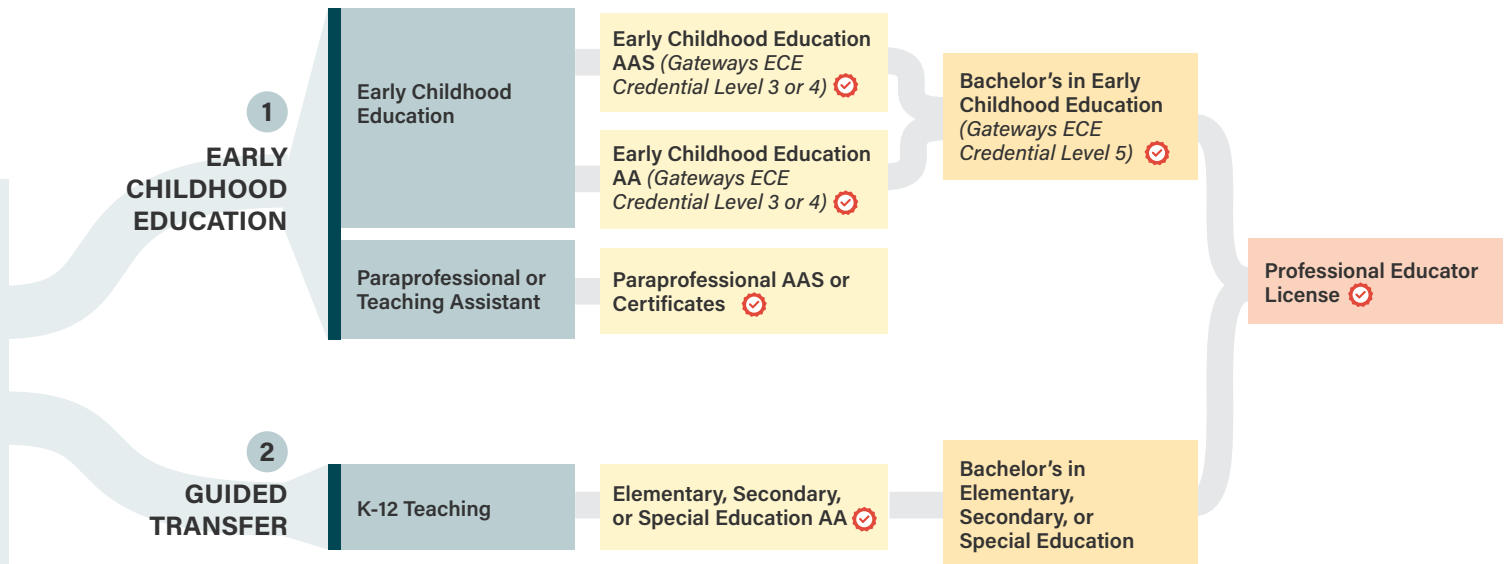 1
EARLY
CHILDHOOD
EDUCATION
Early Childhood
Education
Early Childhood Education
AAS (Gateways ECE
Credential Level 3 or 4)
Early Childhood Education
AA (Gateways ECE
Credential Level 3 or 4)
Bachelor's in Early
Childhood Education
(Gateways ECE
Credential Level 5)
Paraprofessional or
Teaching Assistant
Paraprofessional AAS or
Certificates
Professional Educator
License
2
GUIDED
TRANSFER
K-12 Teaching
Elementary, Secondary,
or Special Education AA
Bachelor's in
Elementary,
Secondary, or
Special Education